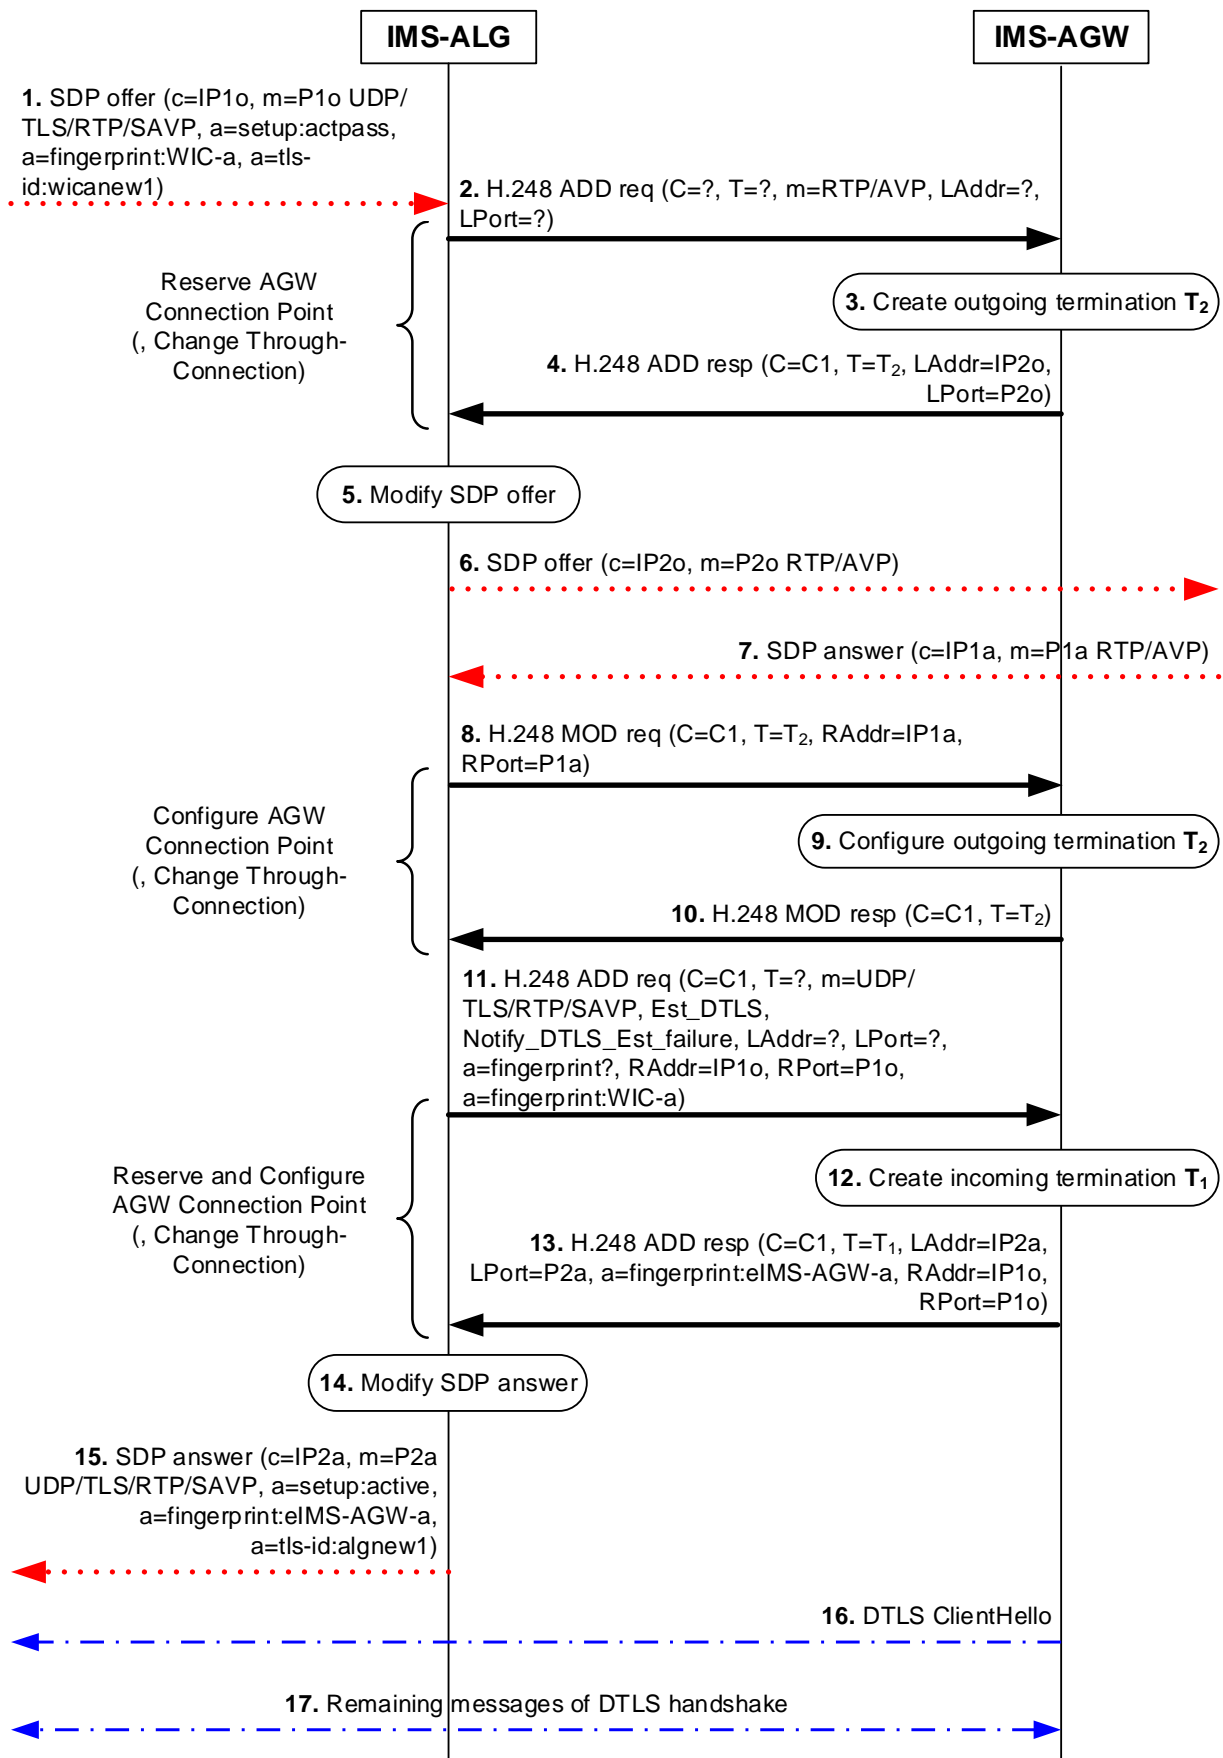 IMS-ALG
IMS-AGW
1. SDP offer (c=IP1o, m=P1o UDP/
TLS/RTP/SAVP, a=setup:actpass,
a=fingerprint:WIC-a, a=tls-
id:wicanew1)
2. H.248 ADD req (C=?, T=?, m=RTP/AVP, LAddr=?,
LPort=?)
Reserve AGW
Connection Point
(, Change Through-
Connection)
3. Create outgoing termination T2
4. H.248 ADD resp (C=C1, T=T2, LAddr=IP2o,
LPort=P2o)
5. Modify SDP offer
6. SDP offer (c=IP2o, m=P2o RTP/AVP)
7. SDP answer (c=IP1a, m=P1a RTP/AVP)
8. H.248 MOD req (C=C1, T=T2, RAddr=IP1a,
RPort=P1a)
Configure AGW
Connection Point
(, Change Through-
Connection)
9. Configure outgoing termination T2
10. H.248 MOD resp (C=C1, T=T2)
11. H.248 ADD req (C=C1, T=?, m=UDP/
TLS/RTP/SAVP, Est_DTLS,
Notify_DTLS_Est_failure, LAddr=?, LPort=?,
a=fingerprint?, RAddr=IP1o, RPort=P1o,
a=fingerprint:WIC-a)
Reserve and Configure
AGW Connection Point
(, Change Through-
Connection)
12. Create incoming termination T1
13. H.248 ADD resp (C=C1, T=T1, LAddr=IP2a,
LPort=P2a, a=fingerprint:eIMS-AGW-a, RAddr=IP1o,
RPort=P1o)
14. Modify SDP answer
15. SDP answer (c=IP2a, m=P2a
UDP/TLS/RTP/SAVP, a=setup:active,
a=fingerprint:eIMS-AGW-a,
a=tls-id:algnew1)
16. DTLS ClientHello
17. Remaining messages of DTLS handshake